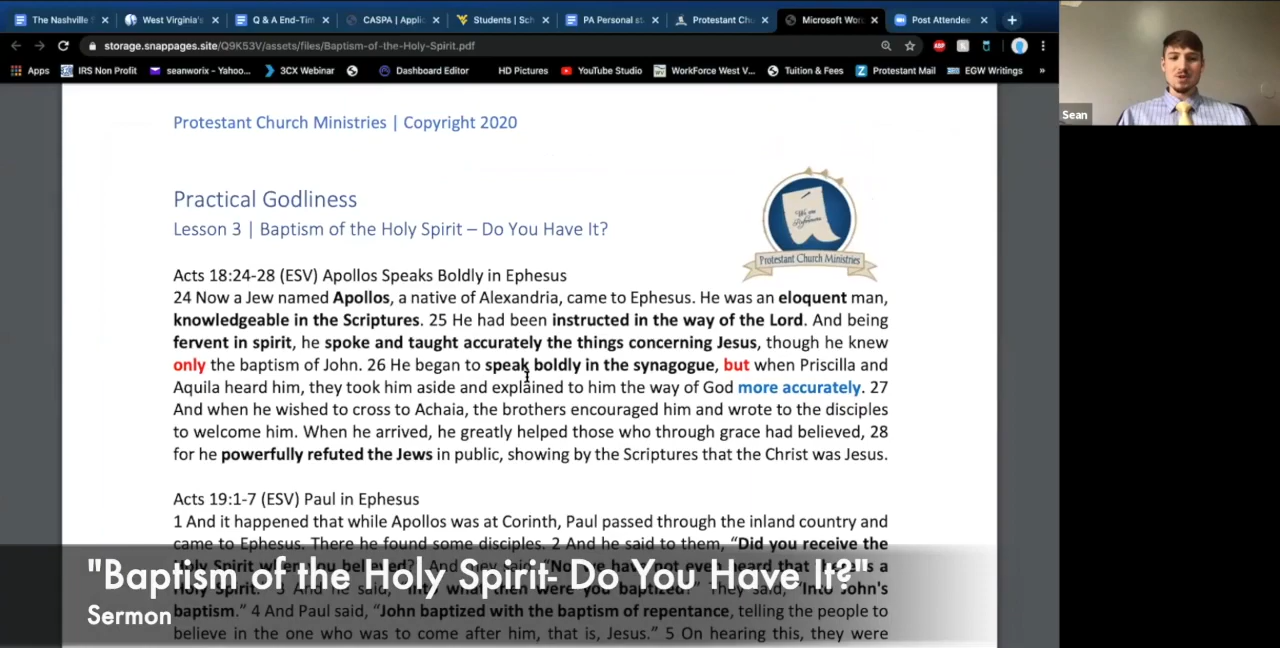 The Nashville
West Virginia's
Q & A End-Tim
CASPA | Applic
Students | Sch
PA Personal st
Protestant Chu
Microsoft Wor
Post Attendee
storage.snappages.site/Q9K53V/assets/files/Baptism-of-the-Holy-Spirit.pdf
Apps
IRS Non Profit
seanworix - Yahoo...
3CX Webinar
Dashboard Editor
HD Pictures
YouTube Studio
WorkForce West V...
Tuition & Fees
Protestant Mail
EGW Writings
»
Sean
Protestant Church Ministries | Copyright 2020
Practical Godliness
Lesson 3 | Baptism of the Holy Spirit – Do You Have It?
Protestant Church Ministries
Acts 18:24-28 (ESV) Apollos Speaks Boldly in Ephesus
24 Now a Jew named Apollos, a native of Alexandria, came to Ephesus. He was an eloquent man,
knowledgeable in the Scriptures. 25 He had been instructed in the way of the Lord. And being
fervent in spirit, he spoke and taught accurately the things concerning Jesus, though he knew
only the baptism of John. 26 He began to speak boldly in the synagogue, but when Priscilla and
Aquila heard him, they took him aside and explained to him the way of God more accurately. 27
And when he wished to cross to Achaia, the brothers encouraged him and wrote to the disciples
to welcome him. When he arrived, he greatly helped those who through grace had believed, 28
for he powerfully refuted the Jews in public, showing by the Scriptures that the Christ was Jesus.
Acts 19:1-7 (ESV) Paul in Ephesus
1 And it happened that while Apollos was at Corinth, Paul passed through the inland country and
came to Ephesus. There he found some disciples. 2 And he said to them, “Did you receive the
"Baptism of the Holy Spirit- Do You Have It?"
Sermon
baptism.” 4 And Paul said, “John baptized with the baptism of repentance, telling the people to
believe in the one who was to come after him, that is, Jesus.” 5 On hearing this, they were